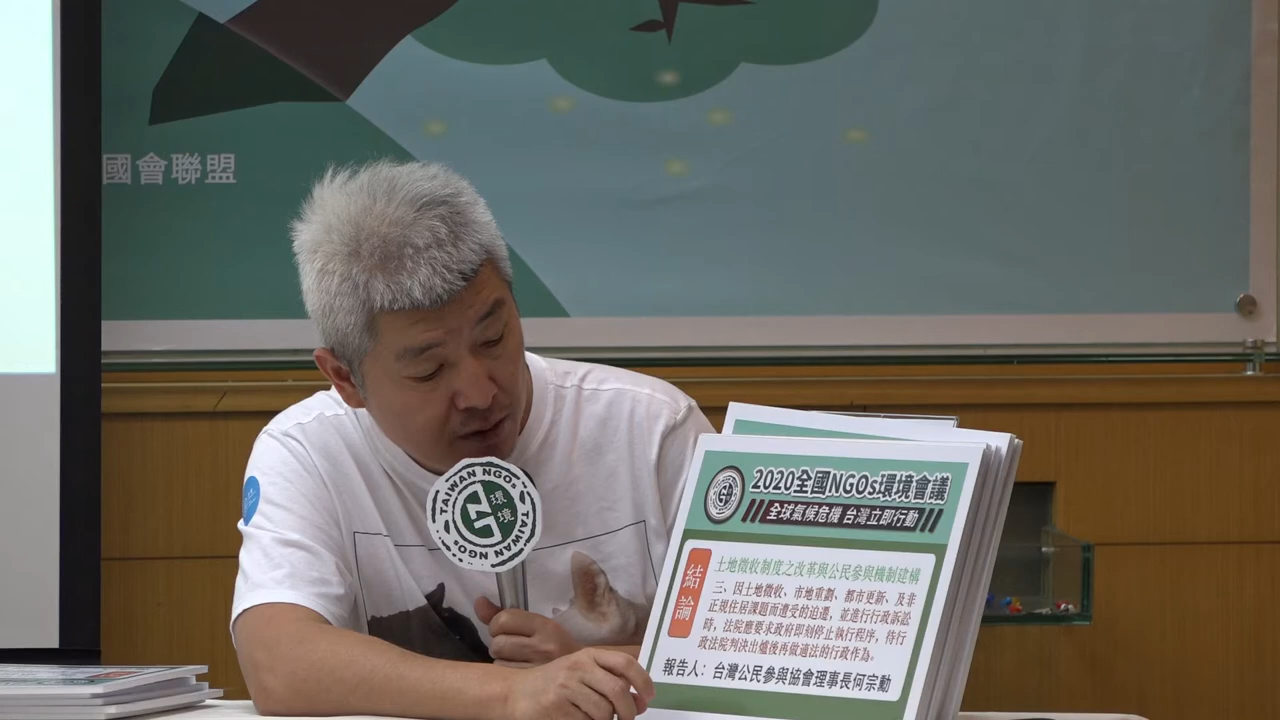 國會聯盟
TAIWAN NGOs
環境
TAIWAN NGOs
2020全國NGOs環境會議
全球氣候危機 台灣立即行動
結論
土地徵收制度之改革與公民參與機制建構
三、因土地徵收、市地重劃、都市更新、及非
正規住居課題而遭受的迫遷，並進行行政訴訟
時，法院應要求政府即刻停止執行程序，待行
政法院判決出爐後再做適法的行政作為。
報告人：台灣公民參與協會理事長何宗勳